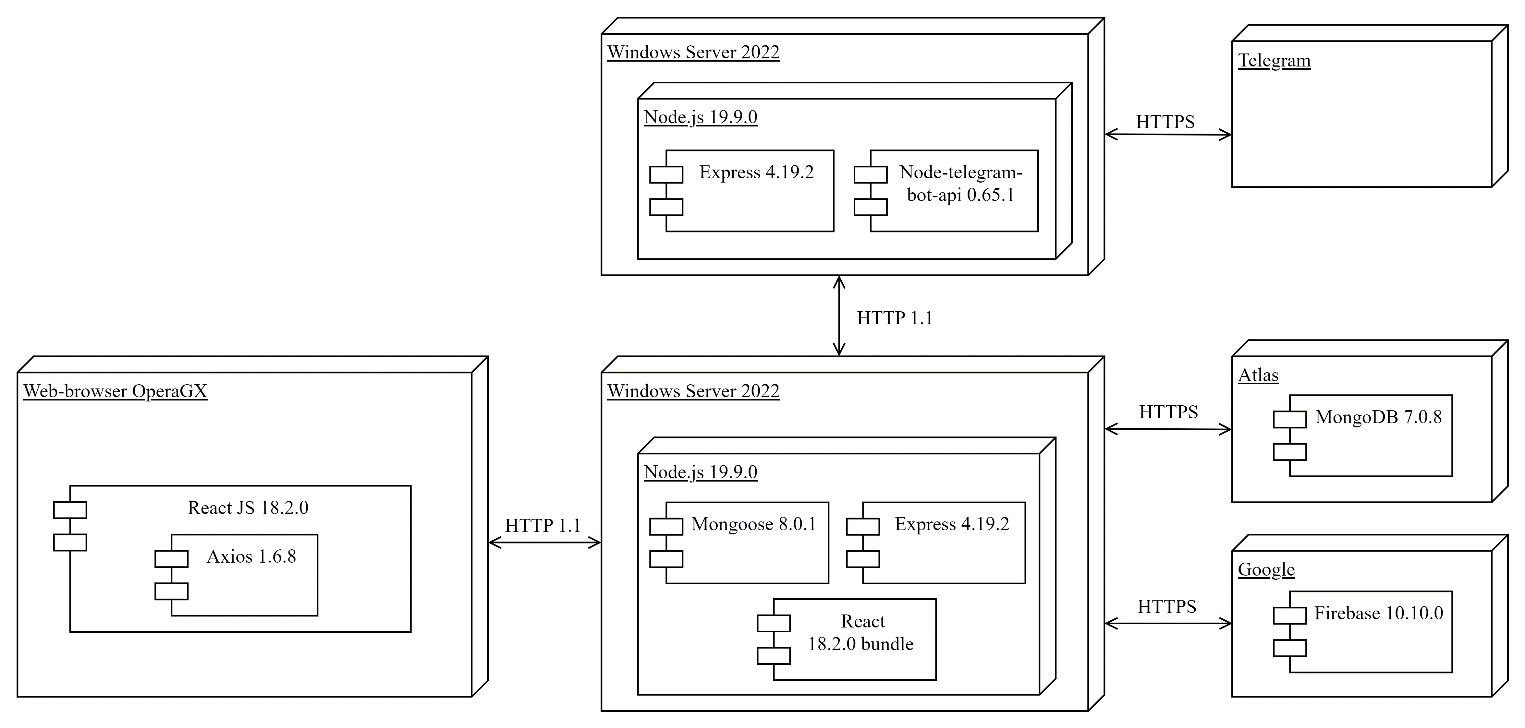 Windows Server 2022
Telegram
Node.js 19.9.0
HTTPS
Express 4.19.2
Node-telegram-
bot-api 0.65.1
HTTP 1.1
Web-browser OperaGX
Windows Server 2022
Atlas
HTTPS
MongoDB 7.0.8
Node.js 19.9.0
React JS 18.2.0
HTTP 1.1
Mongoose 8.0.1
Express 4.19.2
Axios 1.6.8
Google
HTTPS
Firebase 10.10.0
React
18.2.0 bundle